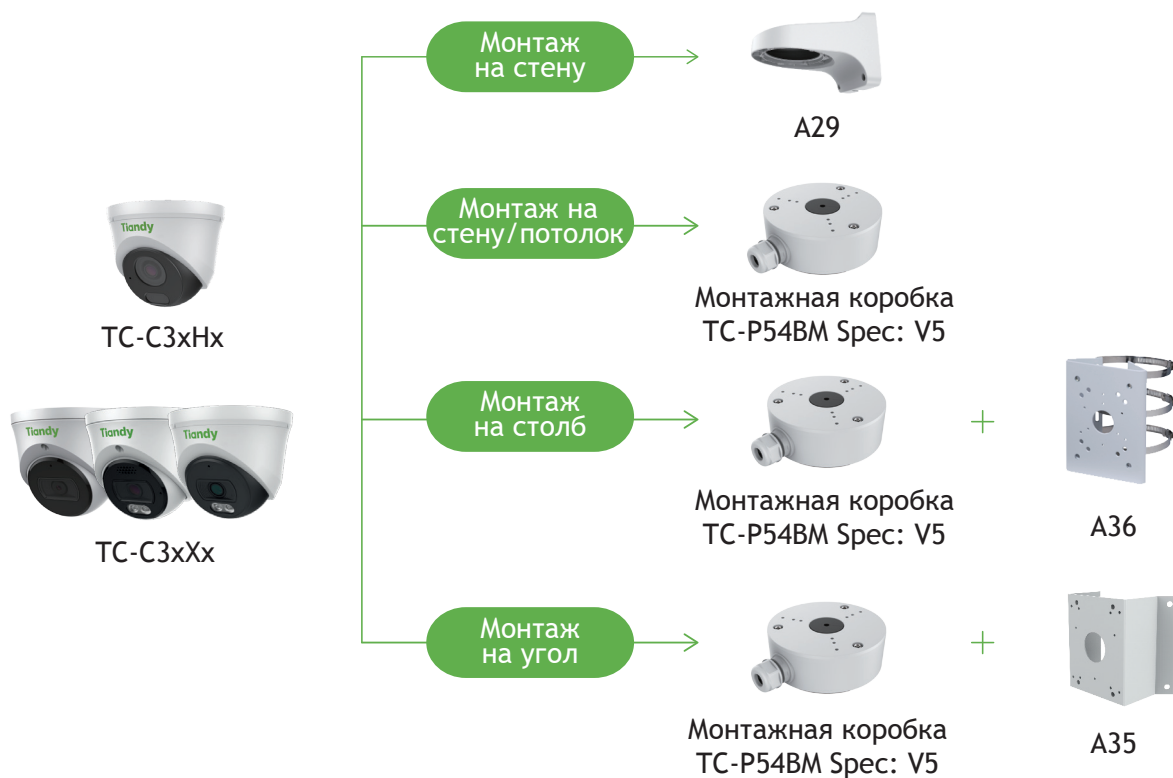 Монтаж
на стену
A29
Монтаж на
стену/потолок
Tiandy
TC-C3xHx
Монтажная коробка
TC-P54BM Spec: V5
Монтаж
на столб
Tiandy
Tiandy
Tiandy
TC-C3xXx
Монтажная коробка
TC-P54BM Spec: V5
A36
Монтаж
на угол
Монтажная коробка
TC-P54BM Spec: V5
A35